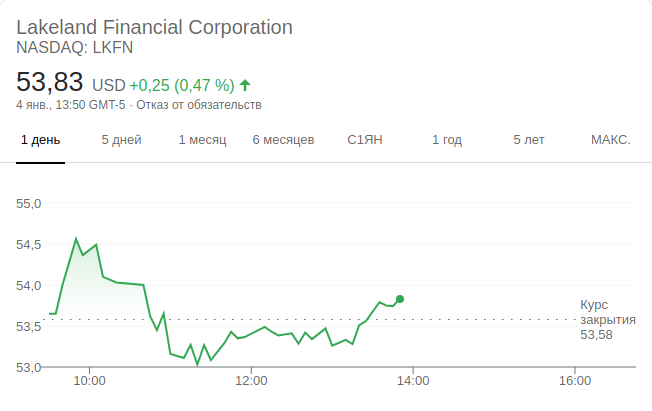 Lakeland Financial Corporation
NASDAQ: LKFN
53,83 USD +0,25 (0,47 %)
4 янв., 13:50 GMT-5 · Отказ от обязательств
1 день 5 дней 1 месяц 6 месяцев С1ЯН 1 год 5 лет МАКС.
55,0
54,5
54,0
53,5
53,0
Курс
закрытия
53,58
10:00 12:00 14:00 16:00